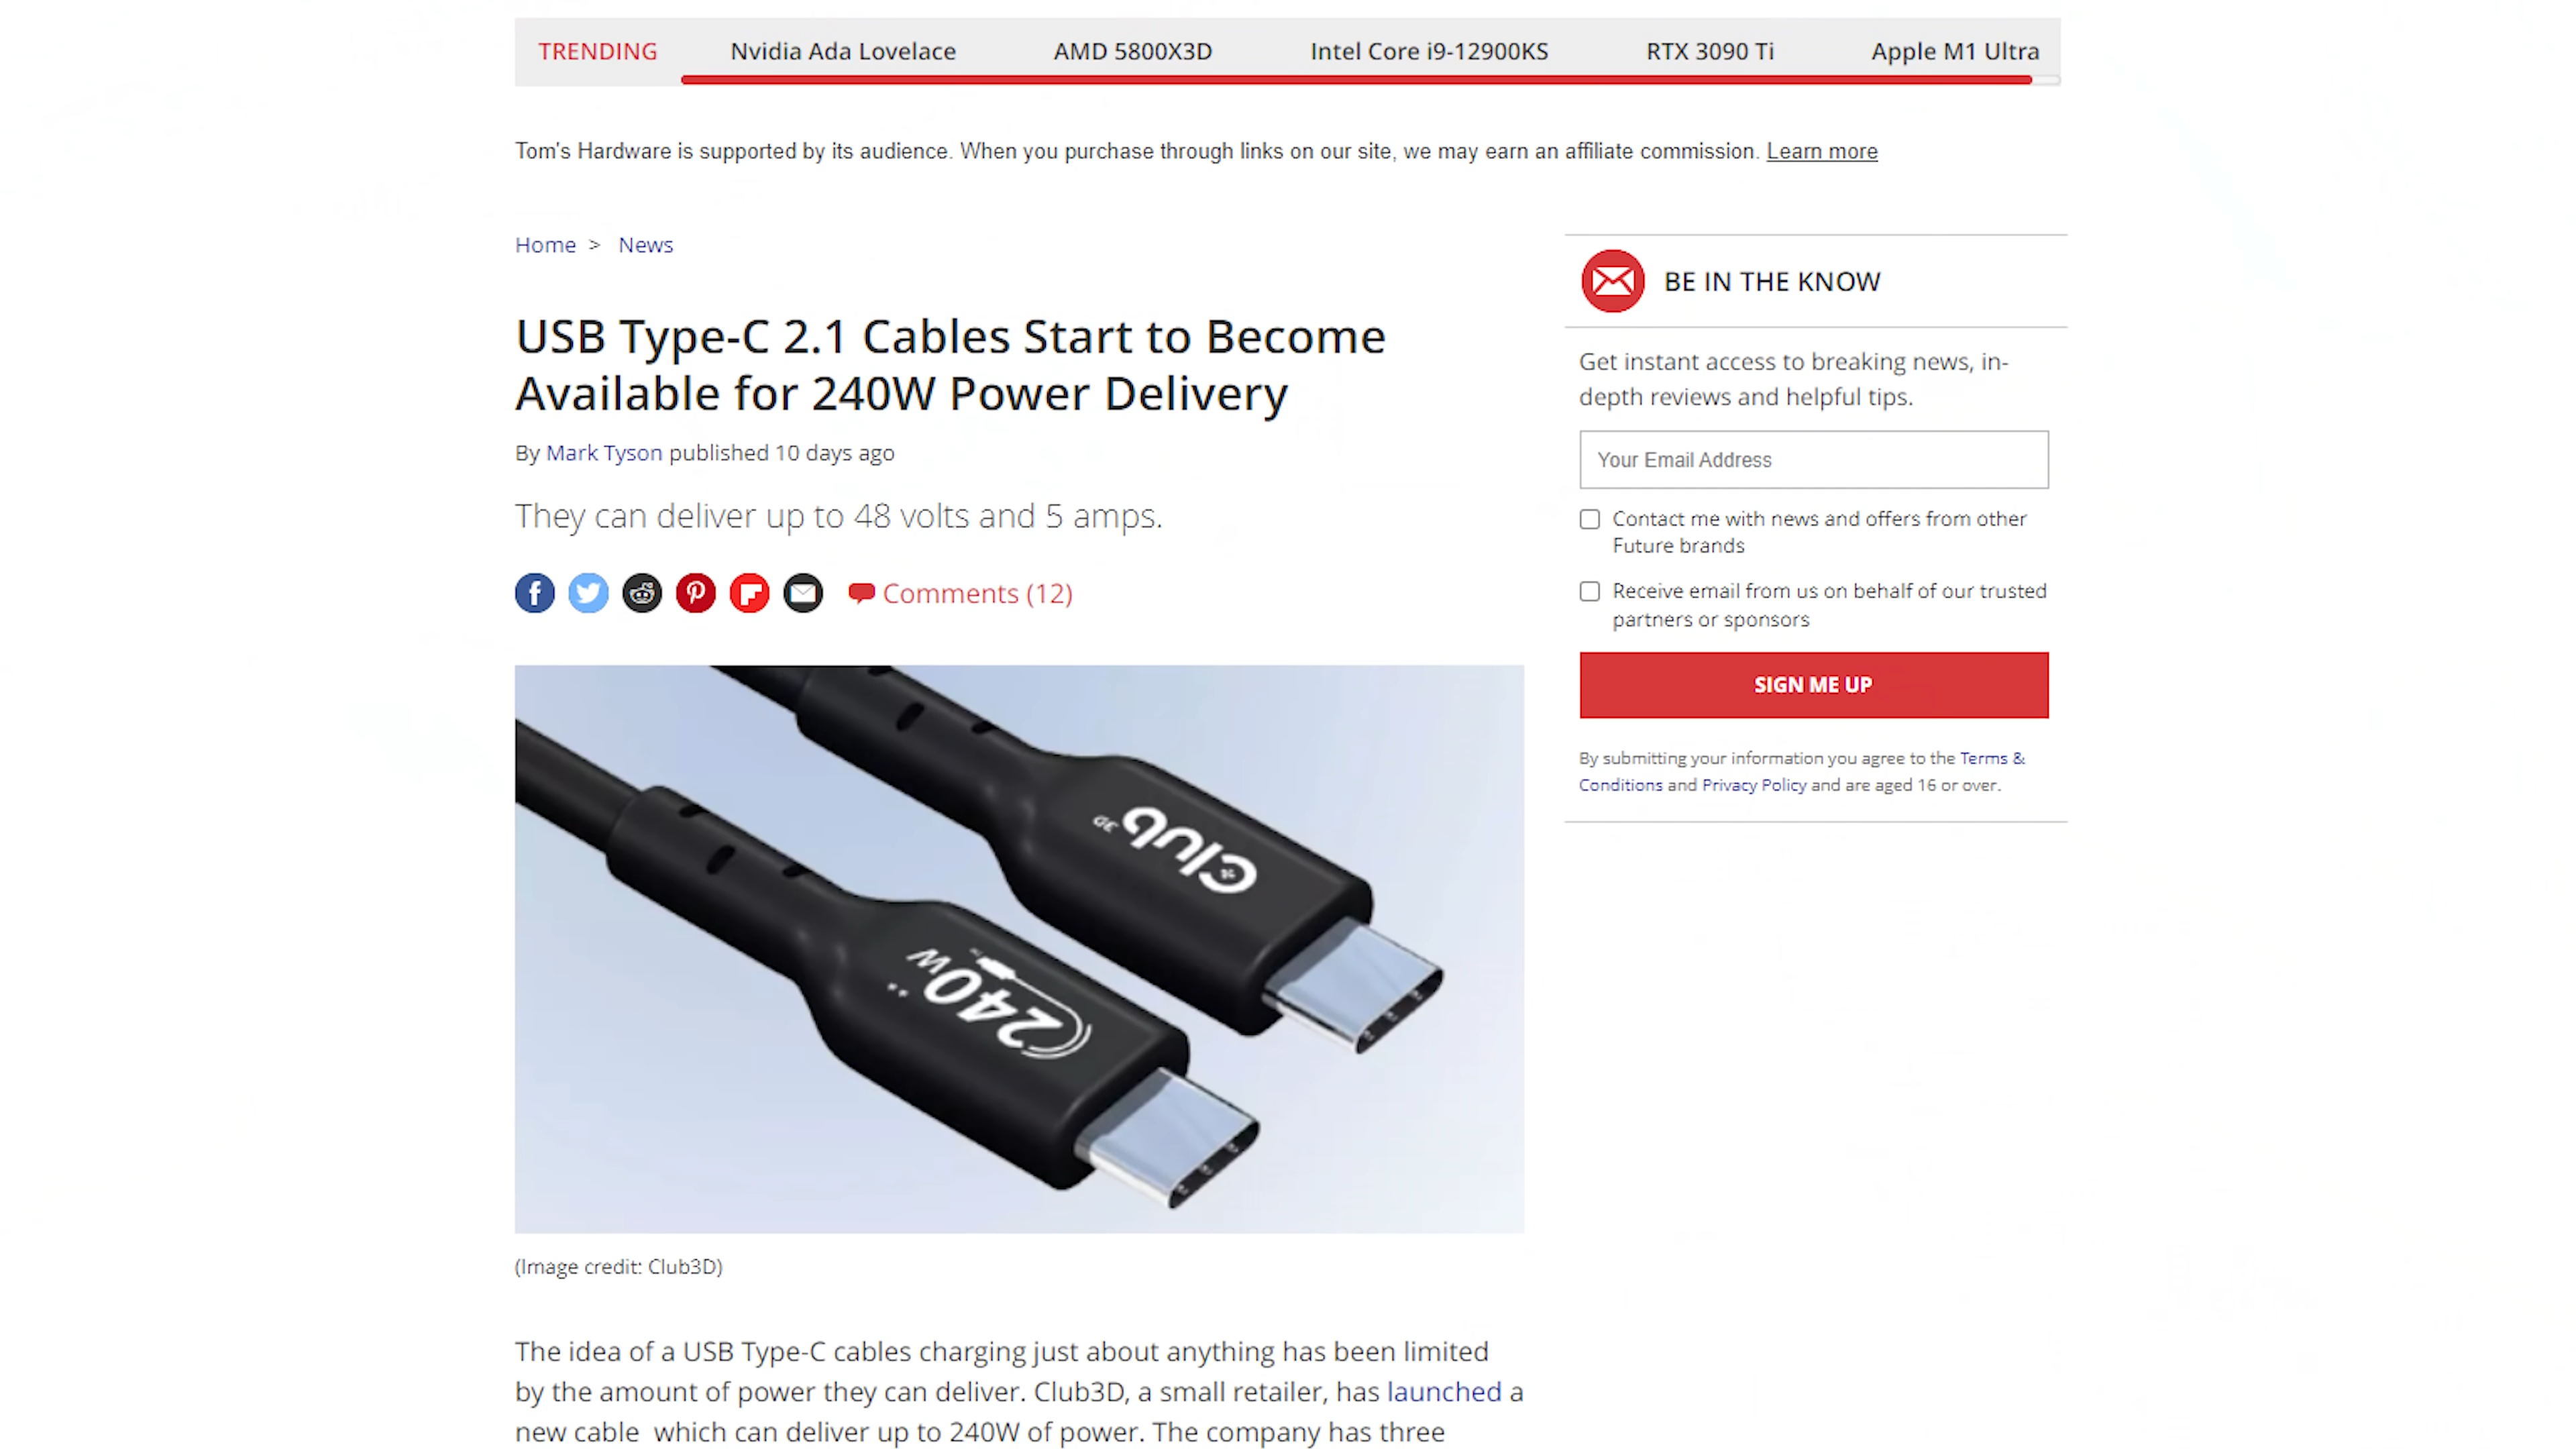 TRENDING Nvidia Ada Lovelace AMD 5800X3D Intel Core i9-12900KS RTX 3090 Ti Apple M1 Ultra
Tom's Hardware is supported by its audience. When you purchase through links on our site, we may earn an affiliate commission. Learn more
Home > News
USB Type-C 2.1 Cables Start to Become
Available for 240W Power Delivery
By Mark Tyson published 10 days ago
They can deliver up to 48 volts and 5 amps.
Comments (12)
Club 3D
240W
(Image credit: Club3D)
The idea of a USB Type-C cables charging just about anything has been limited
by the amount of power they can deliver. Club3D, a small retailer, has launched a
new cable which can deliver up to 240W of power. The company has three
BE IN THE KNOW
Get instant access to breaking news, in-
depth reviews and helpful tips.
Your Email Address
Contact me with news and offers from other
Future brands
Receive email from us on behalf of our trusted
partners or sponsors
SIGN ME UP
By submitting your information you agree to the Terms &
Conditions and Privacy Policy and are aged 16 or over.